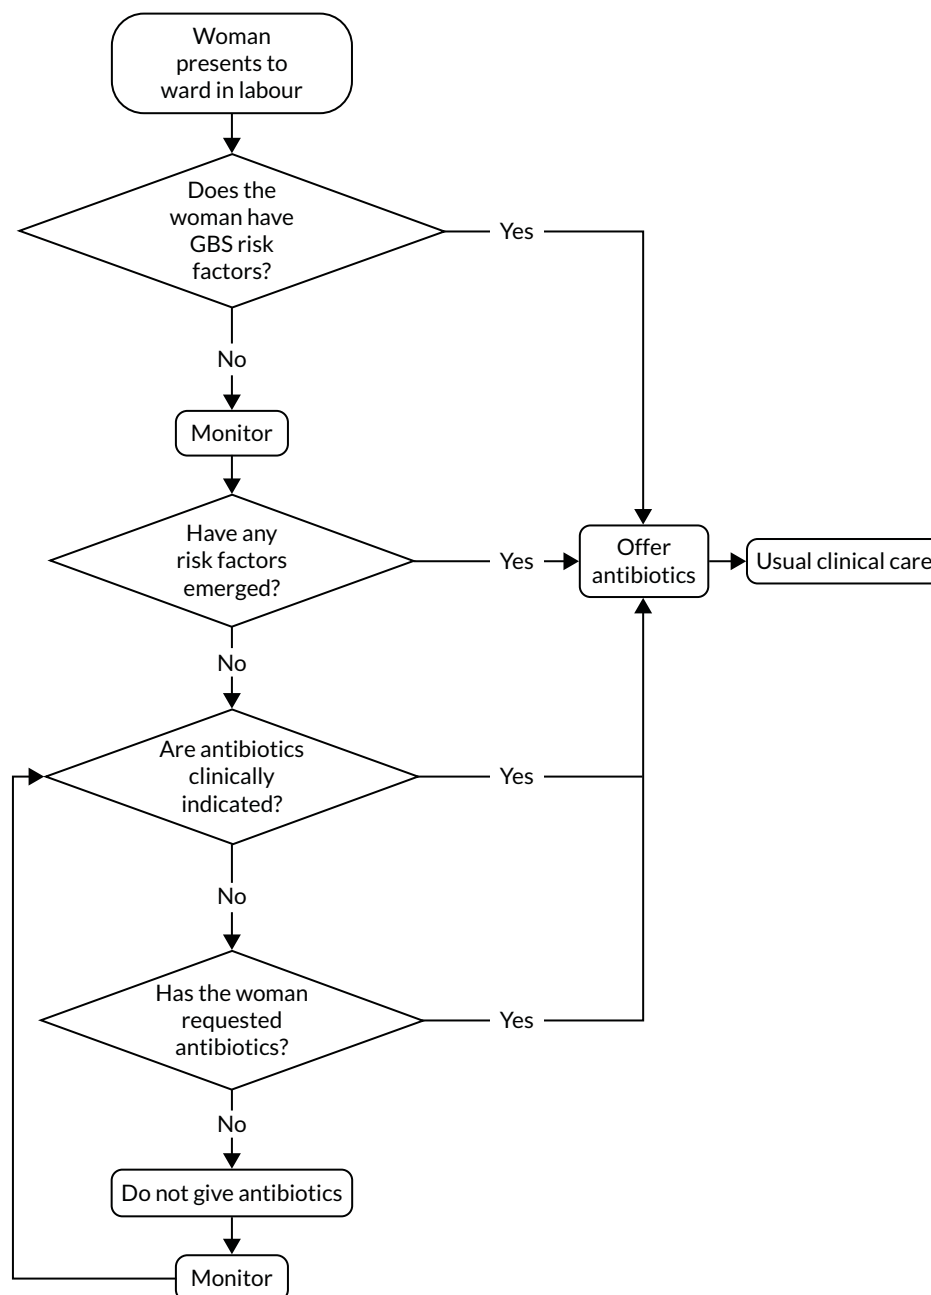 Woman
presents to
ward in labour
Does the
woman have
GBS risk
factors?
Yes
No
Monitor
Have any
risk factors
emerged?
Yes
Offer
antibiotics
Usual clinical care
No
Are antibiotics
clinically
indicated?
Yes
No
Has the woman
requested
antibiotics?
Yes
No
Do not give antibiotics
Monitor